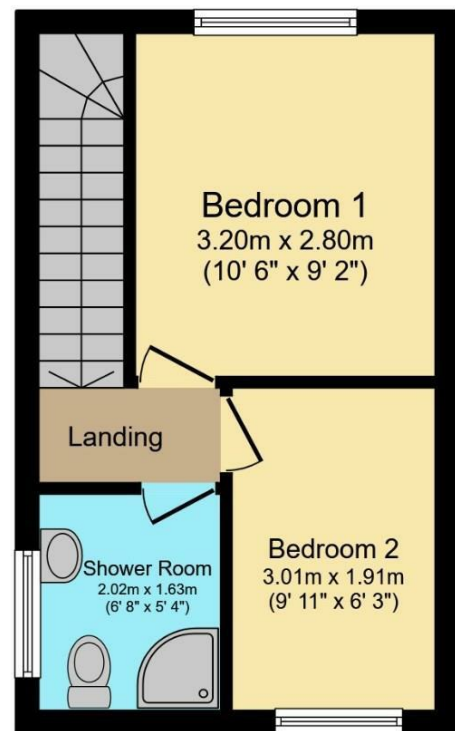 Bedroom 1
3.20m x 2.80m
(10' 6" x 9' 2")
Landing
Shower Room
2.02m x 1.63m
(6' 8" x 5' 4")
Bedroom 2
3.01m x 1.91m
(9' 11" x 6' 3")